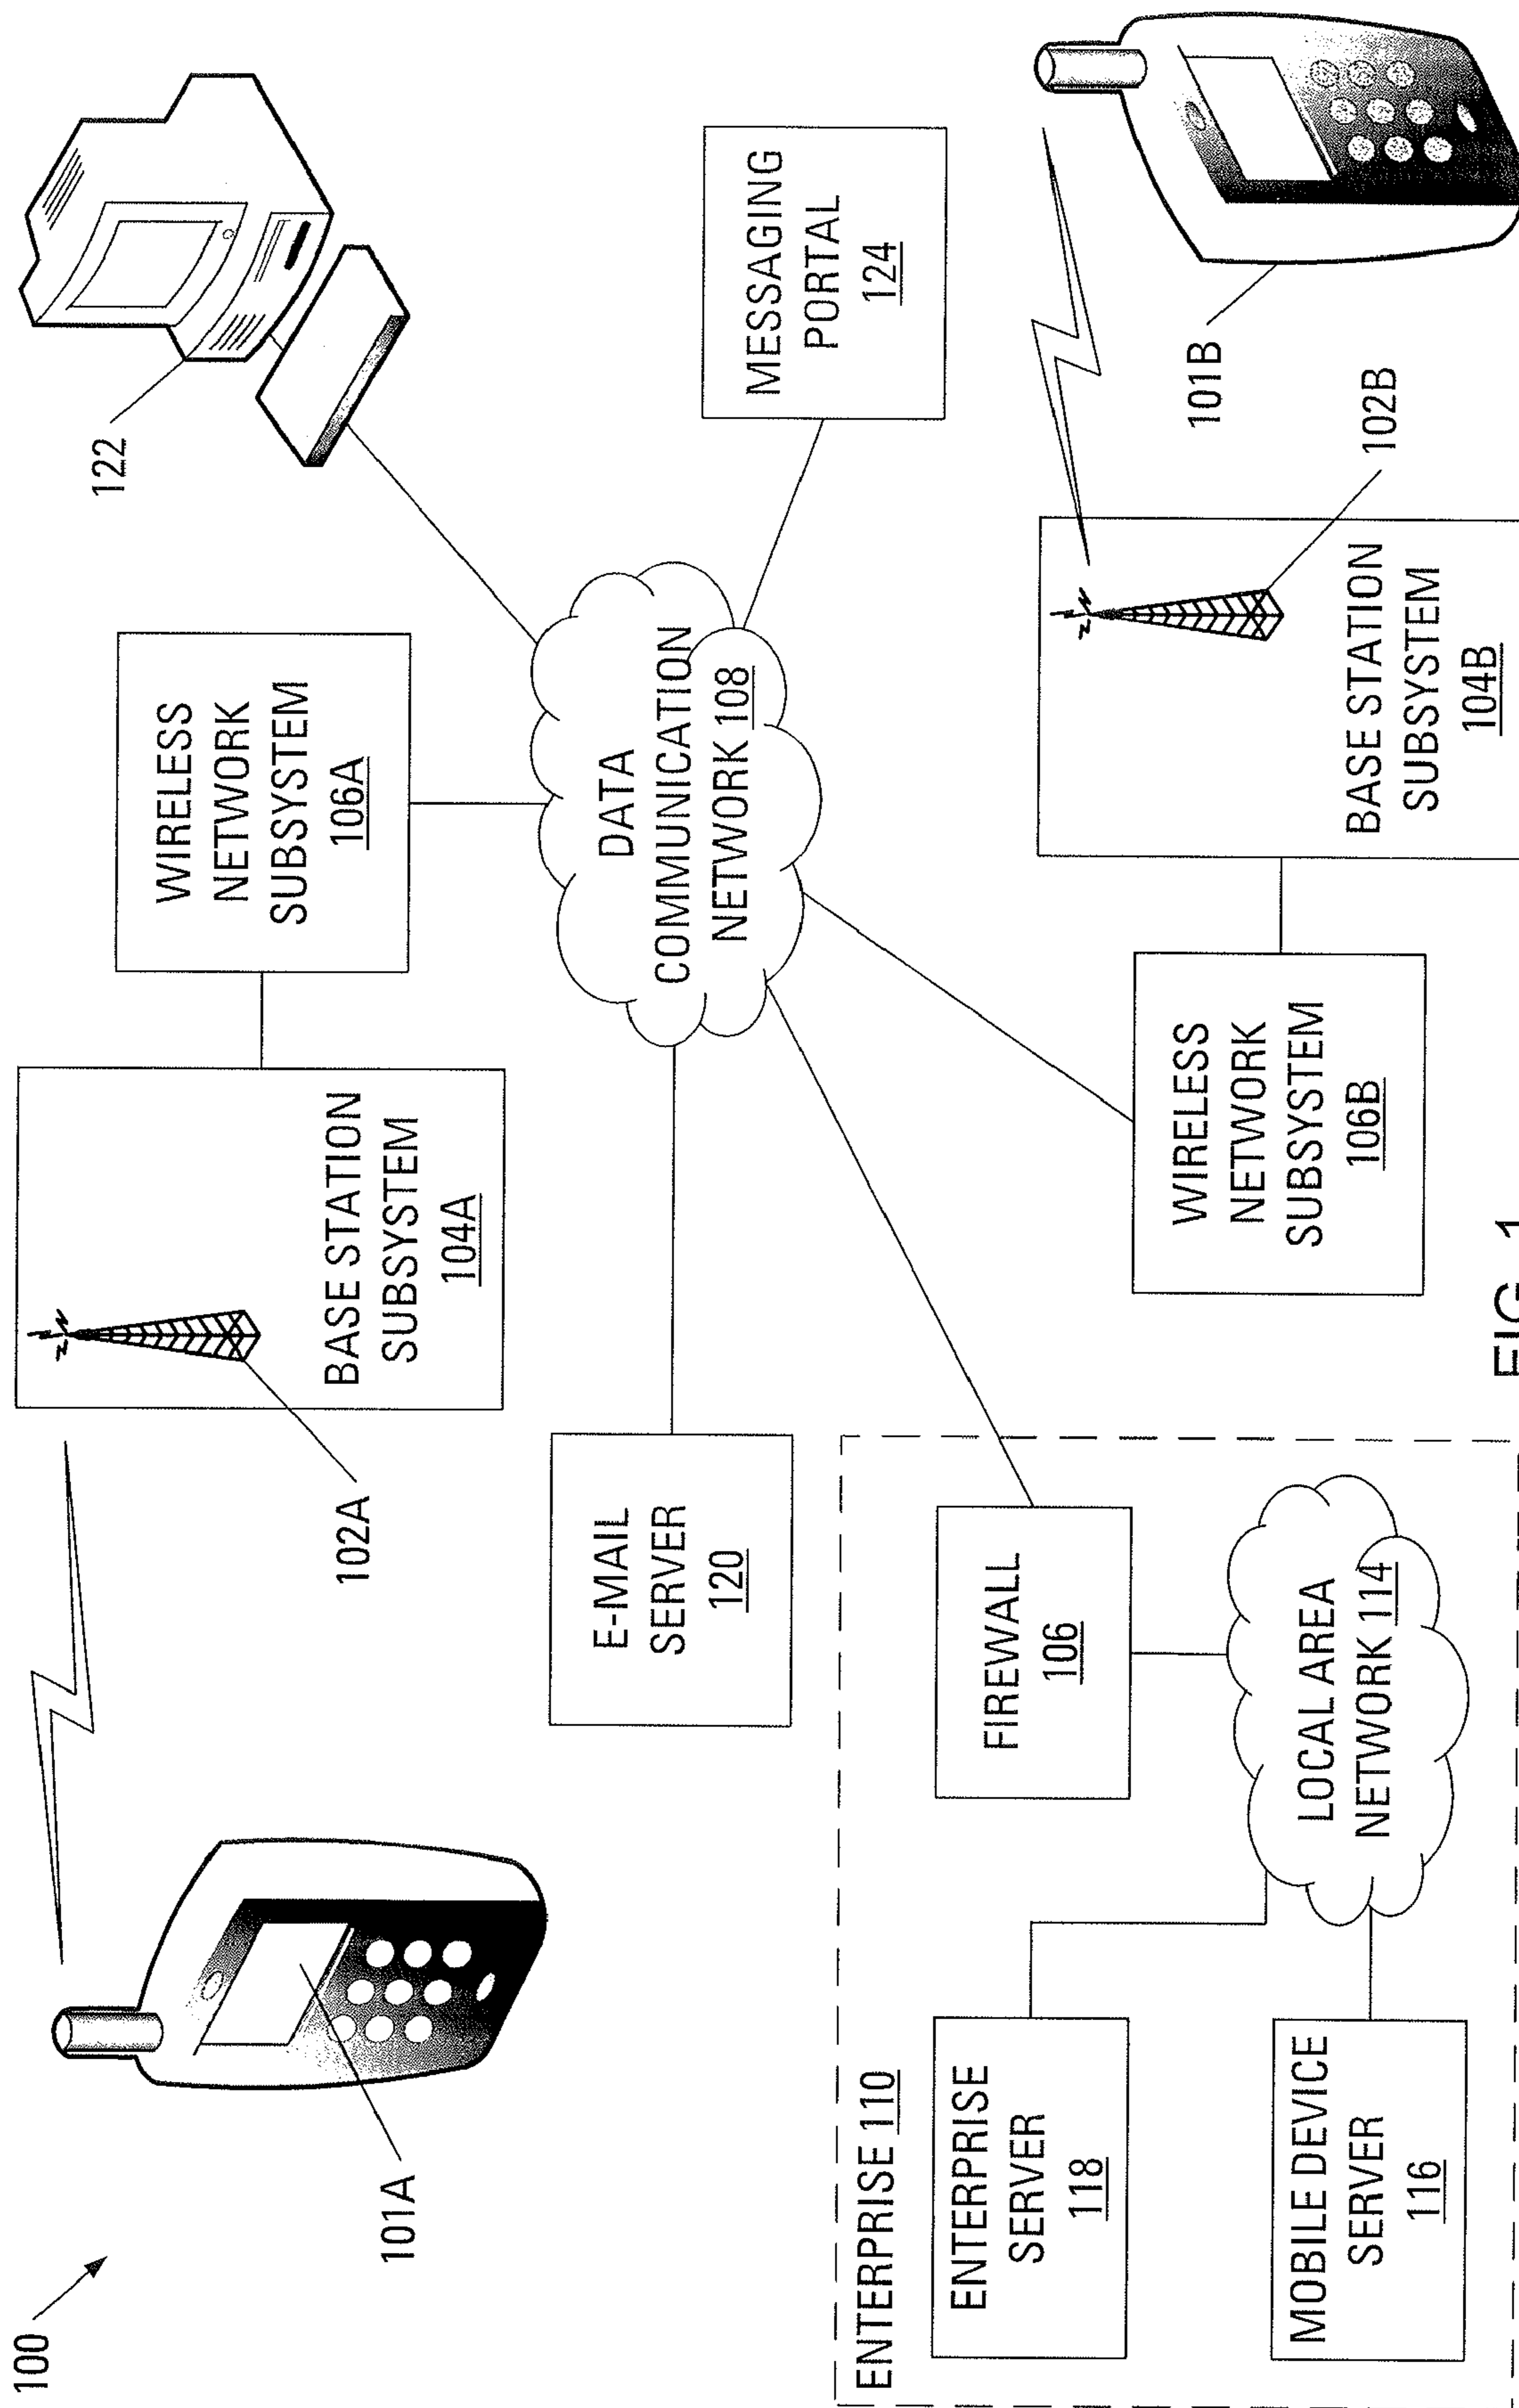 100
101A
102A
BASE STATION
SUBSYSTEM
104A
WIRELESS
NETWORK
SUBSYSTEM
106A
122
E-MAIL
SERVER
120
DATA
COMMUNICATION
NETWORK 108
MESSAGING
PORTAL
124
ENTERPRISE 110
ENTERPRISE
SERVER
118
MOBILE DEVICE
SERVER
116
FIREWALL
106
LOCAL AREA
NETWORK 114
WIRELESS
NETWORK
SUBSYSTEM
106B
BASE STATION
SUBSYSTEM
104B
102B
101B
FIG. 1